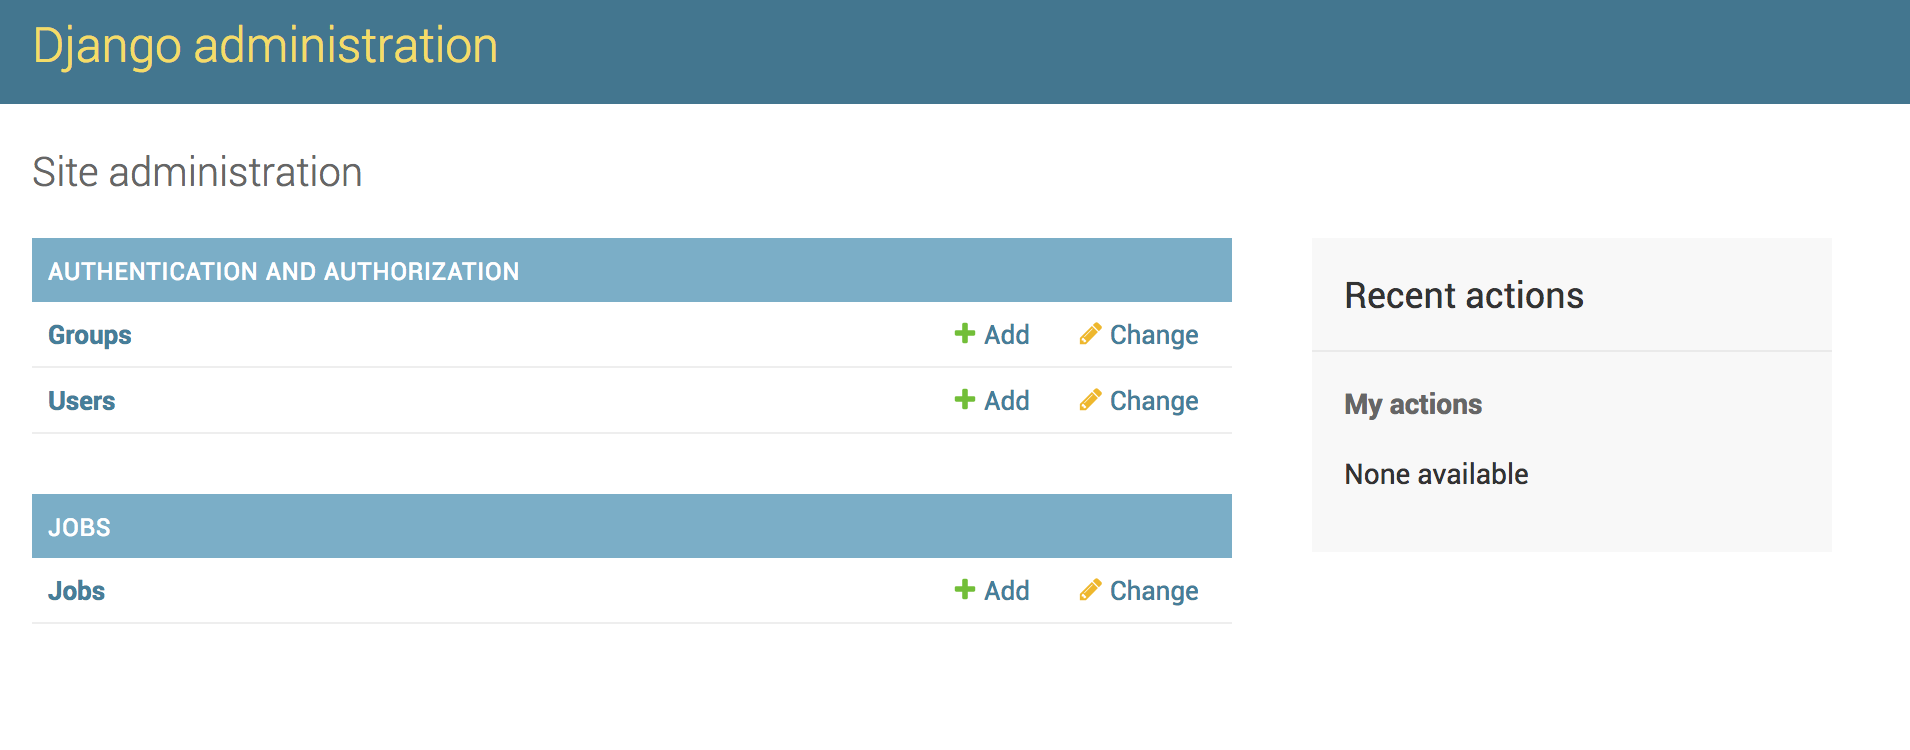 Django administration
Site administration
AUTHENTICATION AND AUTHORIZATION
Groups Add Change
Users Add Change
JOBS
Jobs Add Change
Recent actions
My actions
None available